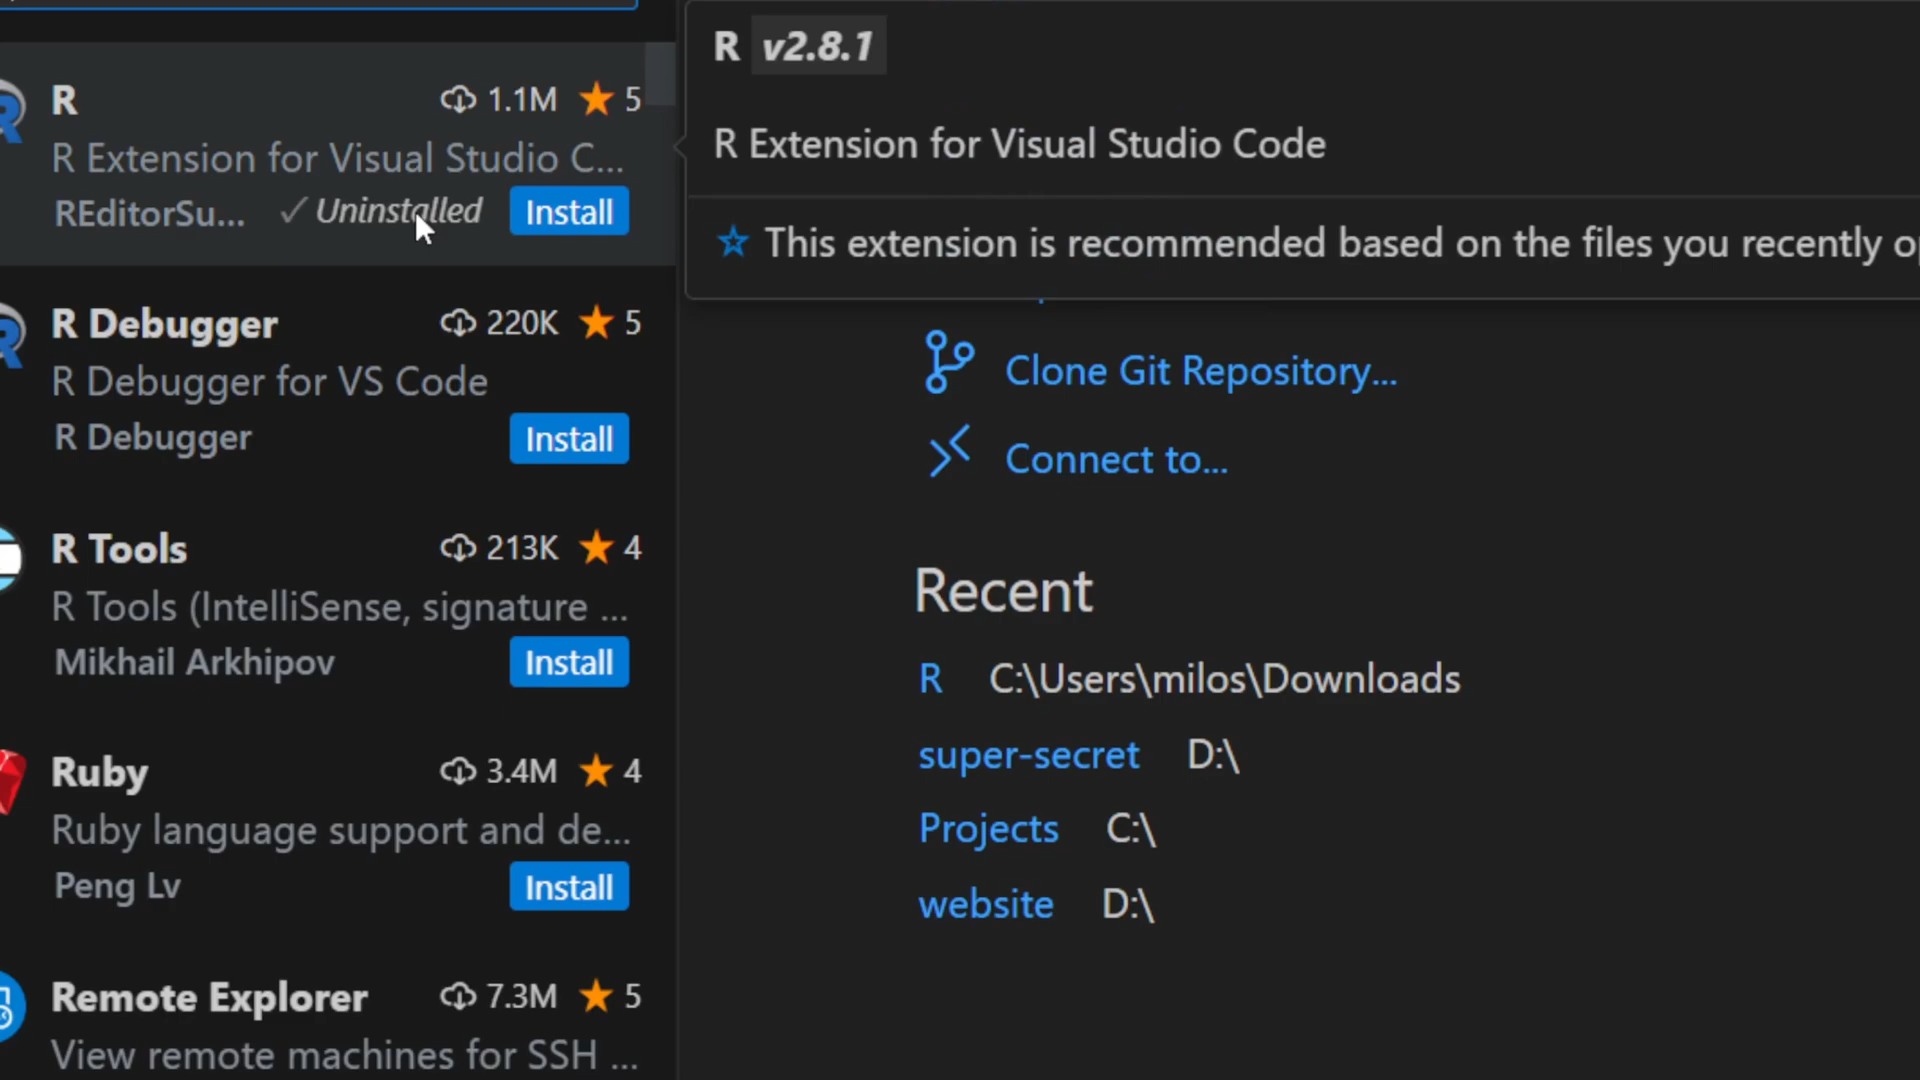 R 1.1M 5
R Extension for Visual Studio C...
REditorSu... Uninstalled Install
R Debugger 220K 5
R Debugger for VS Code
R Debugger Install
R Tools 213K 4
R Tools (IntelliSense, signature ...
Mikhail Arkhipov Install
Ruby 3.4M 4
Ruby language support and de...
Peng Lv Install
Remote Explorer 7.3M 5
View remote machines for SSH ...
R v2.8.1
R Extension for Visual Studio Code
This extension is recommended based on the files you recently
Clone Git Repository...
Connect to...
Recent
R C:\Users\milos\Downloads
super-secret D:\
Projects C:\
website D:\